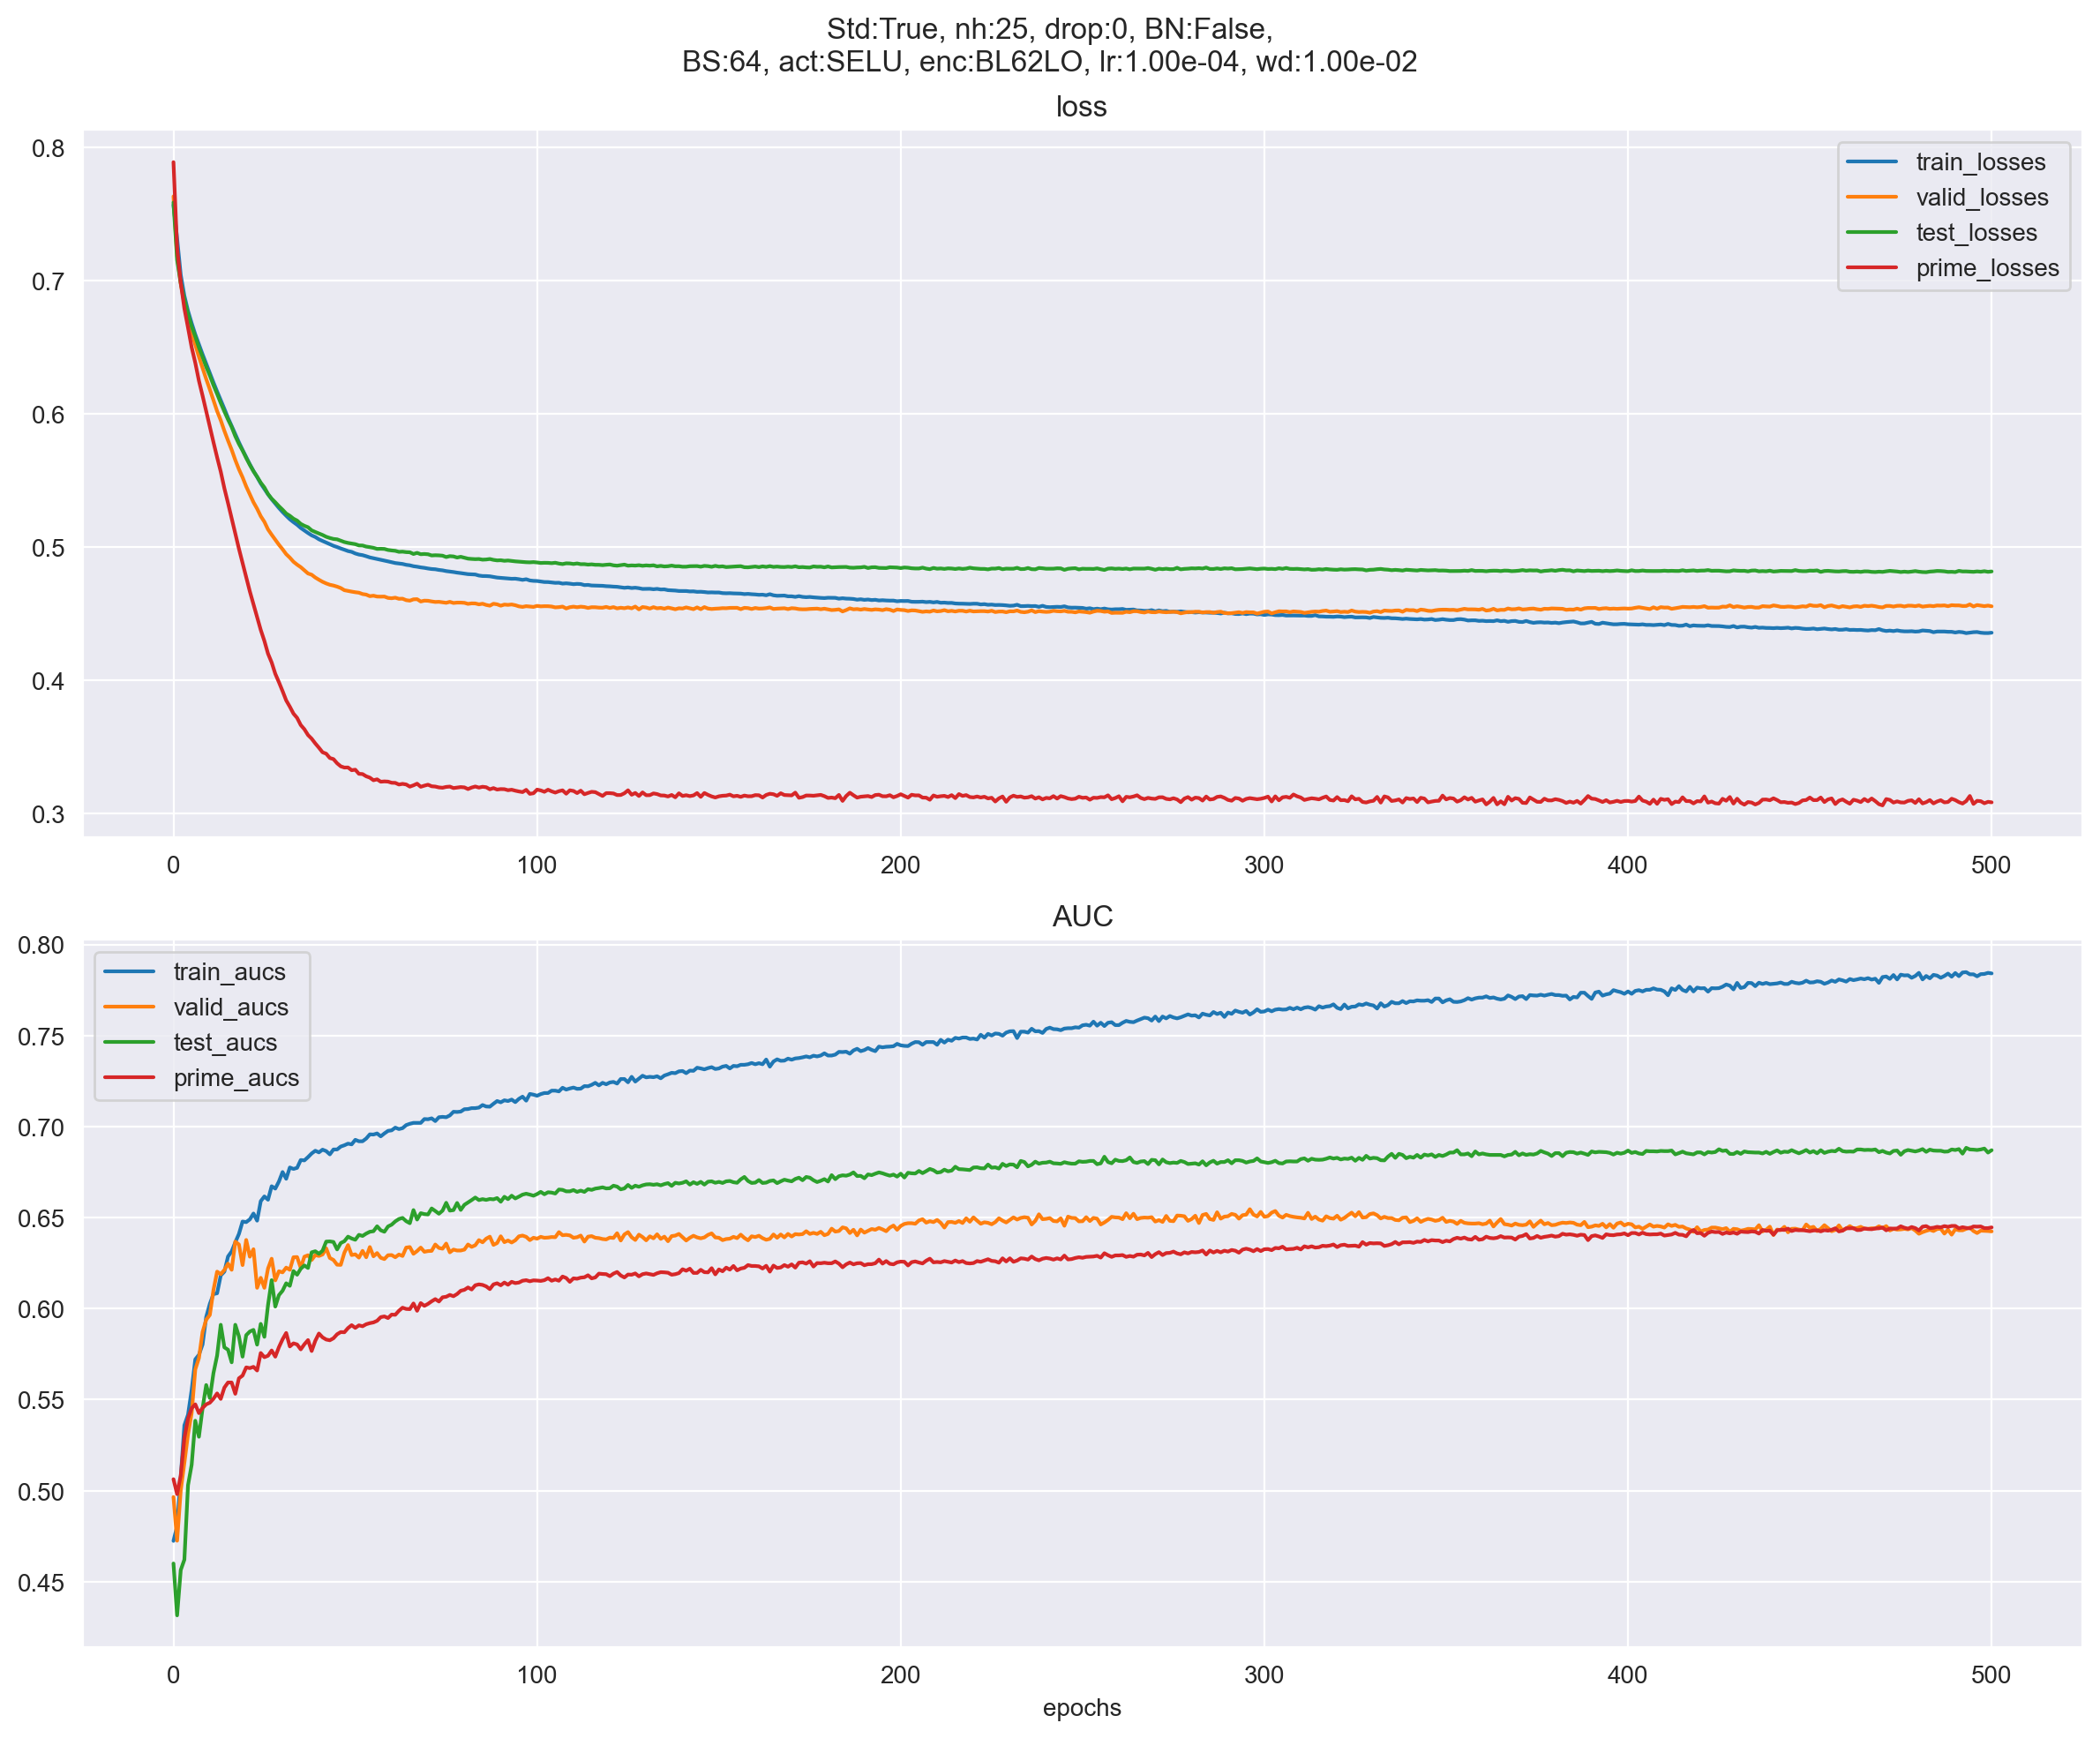 Std:True, nh:25, drop:0, BN:False,
BS:64, act:SELU, enc:BL62LO, lr:1.00e-04, wd:1.00e-02
loss
0.8
0.7
0.6
0.5
0.4
0.3
train_losses
valid_losses
test_losses
prime_losses
0 100 200 300 400 500
AUC
0.80
0.75
0.70
0.65
0.60
0.55
0.50
0.45
train_aucs
valid_aucs
test_aucs
prime_aucs
0 100 200 300 400 500
epochs